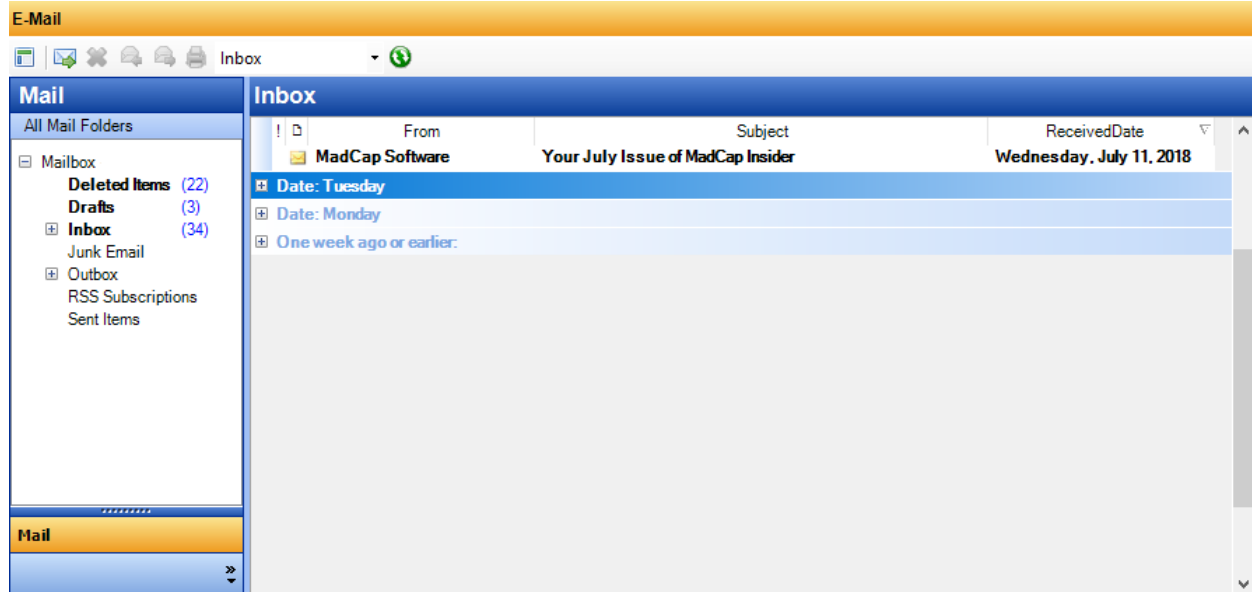 E-Mail
Inbox
Mail
All Mail Folders
Mailbox
Deleted Items (22)
Drafts (3)
Inbox (34)
Junk Email
Outbox
RSS Subscriptions
Sent Items
Mail
Inbox
! From Subject ReceivedDate
MadCap Software Your July Issue of MadCap Insider Wednesday, July 11, 2018
Date: Tuesday
Date: Monday
One week ago or earlier: